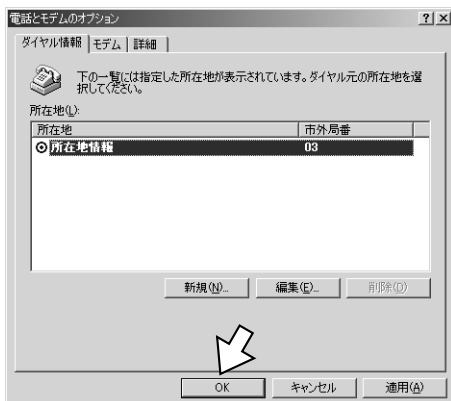 電話とモデムのオプション
ダイヤル情報 モデム 詳細
下の一覧には指定した所在地が表示されています。ダイヤル元の所在地を選
択してください。
所在地(L):
所在地 市外局番
所在地情報 03
新規(N)... 編集(E)... 削除(D)
OK キャンセル 適用(A)